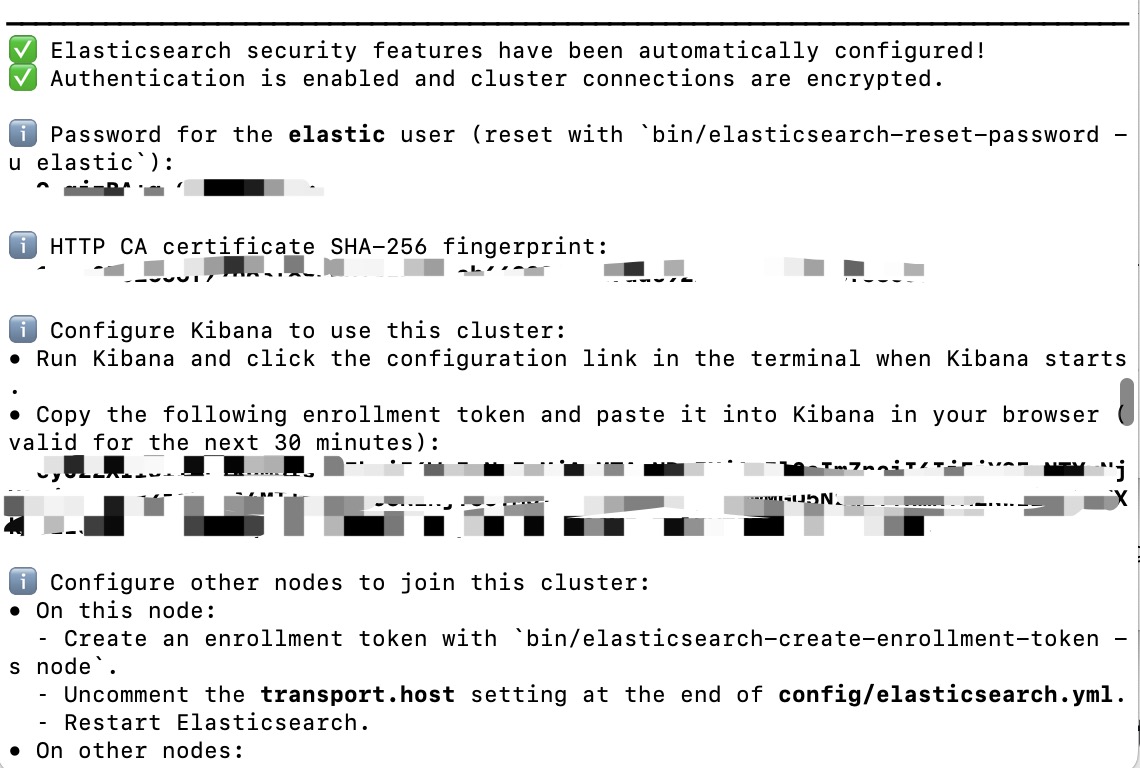 ✅ Elasticsearch security features have been automatically configured!
✅ Authentication is enabled and cluster connections are encrypted.
ℹ️ Password for the elastic user (reset with `bin/elasticsearch-reset-password -
u elastic`):
ℹ️ HTTP CA certificate SHA-256 fingerprint:
ℹ️ Configure Kibana to use this cluster:
• Run Kibana and click the configuration link in the terminal when Kibana starts
.
• Copy the following enrollment token and paste it into Kibana in your browser (
valid for the next 30 minutes):
ℹ️ Configure other nodes to join this cluster:
• On this node:
- Create an enrollment token with `bin/elasticsearch-create-enrollment-token -
s node`.
- Uncomment the transport.host setting at the end of config/elasticsearch.yml.
- Restart Elasticsearch.
• On other nodes: